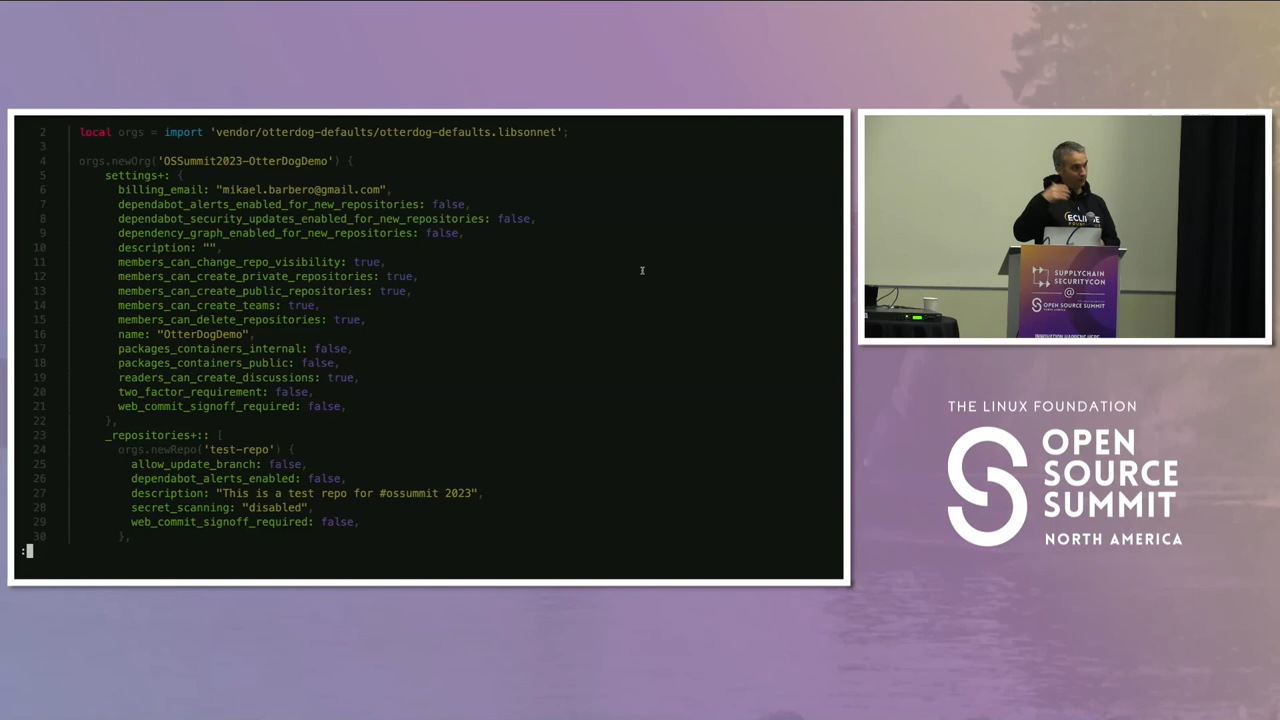 2 local orgs = import 'vendor/otterdog-defaults/otterdog-defaults.libsonnet';
3
4 orgs.newOrg('OSSummit2023-OtterDogDemo') {
5 settings+: {
6 billing_email: "mikael.barbero@gmail.com",
7 dependabot_alerts_enabled_for_new_repositories: false,
8 dependabot_security_updates_enabled_for_new_repositories: false,
9 dependency_graph_enabled_for_new_repositories: false,
10 description: "",
11 members_can_change_repo_visibility: true,
12 members_can_create_private_repositories: true,
13 members_can_create_public_repositories: true,
14 members_can_create_teams: true,
15 members_can_delete_repositories: true,
16 name: "OtterDogDemo",
17 packages_containers_internal: false,
18 packages_containers_public: false,
19 readers_can_create_discussions: true,
20 two_factor_requirement: false,
21 web_commit_signoff_required: false,
22 },
23 _repositories+:: [
24 orgs.newRepo('test-repo') {
25 allow_update_branch: false,
26 dependabot_alerts_enabled: false,
27 description: "This is a test repo for #ossummit 2023",
28 secret_scanning: "disabled",
29 web_commit_signoff_required: false,
30 },
:
SUPPLYCHAIN
SECURITYCON
@
OPEN SOURCE SUMMIT
THE LINUX FOUNDATION
OPEN
SOURCE
SUMMIT
NORTH AMERICA